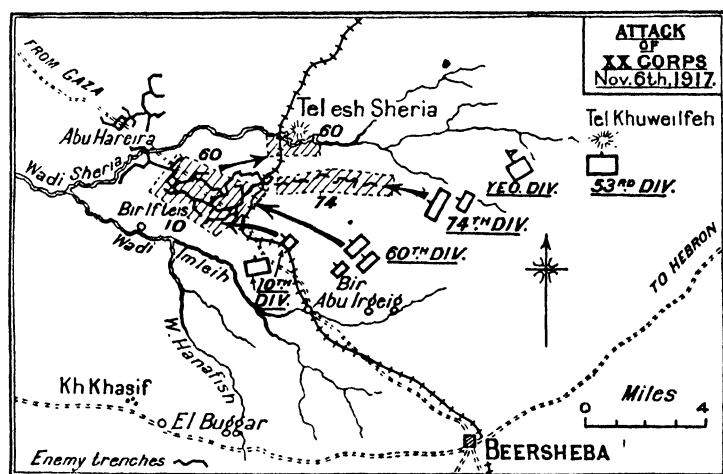 ATTACK
OF
XX CORPS
Nov. 6th, 1917.
FROM GAZA
Tel esh Sheria
Tel Khuweilfeh
Abu Hareira
60
60
Wadi Sheria
YEO. DIV.
53RD DIV.
74
74TH DIV.
Bir Ifteis
10
60TH DIV.
Wadi Imleih
10TH
DIV.
Bir
Abu Irgeig
TO HEBRON
W. Hanafish
Kh Khasif
Miles
0 4
El Buggar
BEERSHEBA
Enemy trenches